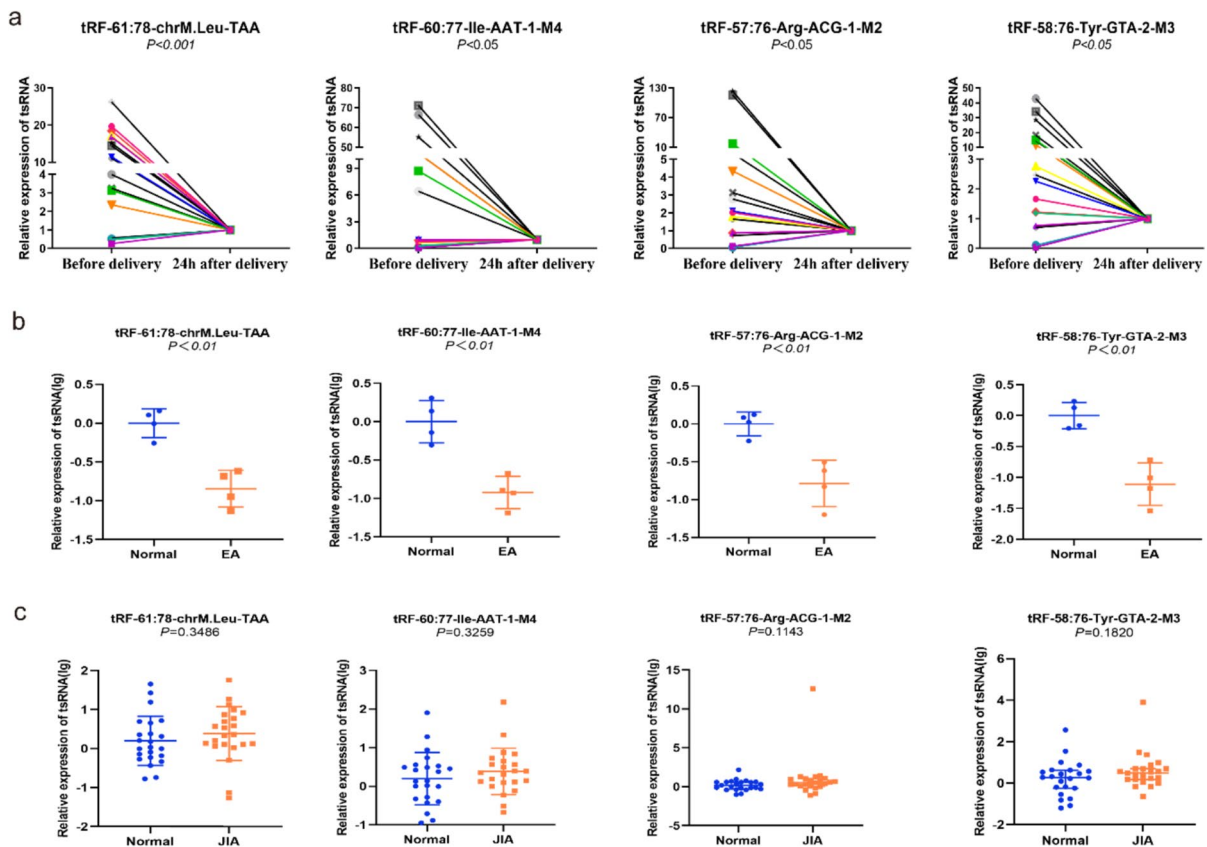 a
tRF-61:78-chrM.Leu-TAA
P<0.001
Relative expression of tsRNA
30
20
10
4
3
2
1
0
Before delivery 24h after delivery
tRF-60:77-Ile-AAT-1-M4
P<0.05
Relative expression of tsRNA
80
70
60
50
10
9
6
3
0
Before delivery 24h after delivery
tRF-57:76-Arg-ACG-1-M2
P<0.05
Relative expression of tsRNA
130
70
10
5
4
3
2
1
0
Before delivery 24h after delivery
tRF-58:76-Tyr-GTA-2-M3
P<0.05
Relative expression of tsRNA
50
40
30
20
10
3
2
1
0
Before delivery 24h after delivery
b
tRF-61:78-chrM.Leu-TAA
P<0.01
Relative expression of tsRNA(lg)
0.5
0.0
-0.5
-1.0
-1.5
Normal EA
tRF-60:77-Ile-AAT-1-M4
P<0.01
Relative expression of tsRNA(lg)
0.5
0.0
-0.5
-1.0
-1.5
Normal EA
tRF-57:76-Arg-ACG-1-M2
P<0.01
Relative expression of tsRNA(lg)
0.5
0.0
-0.5
-1.0
-1.5
Normal EA
tRF-58:76-Tyr-GTA-2-M3
P<0.01
Relative expression of tsRNA(lg)
0.5
0.0
-0.5
-1.0
-1.5
-2.0
Normal EA
c
tRF-61:78-chrM.Leu-TAA
P=0.3486
Relative expression of tsRNA(lg)
2
1
0
-1
-2
Normal JIA
tRF-60:77-Ile-AAT-1-M4
P=0.3259
Relative expression of tsRNA(lg)
3
2
1
0
-1
Normal JIA
tRF-57:76-Arg-ACG-1-M2
P=0.1143
Relative expression of tsRNA(lg)
15
10
5
0
-5
Normal JIA
tRF-58:76-Tyr-GTA-2-M3
P=0.1820
Relative expression of tsRNA(lg)
6
4
2
0
-2
Normal JIA